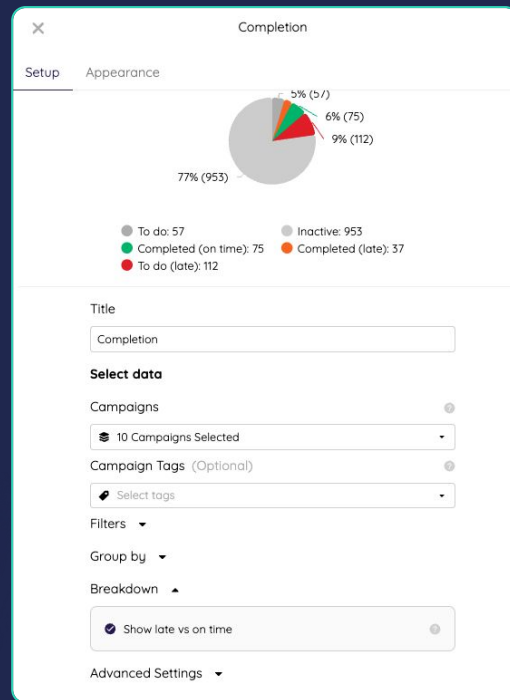 Completion
Setup Appearance
5% (57)
6% (75)
9% (112)
77% (953)
To do: 57 Inactive: 953
Completed (on time): 75 Completed (late): 37
To do (late): 112
Title
Completion
Select data
Campaigns ?
10 Campaigns Selected
Campaign Tags (Optional) ?
Select tags
Filters
Group by
Breakdown
Show late vs on time ?
Advanced Settings